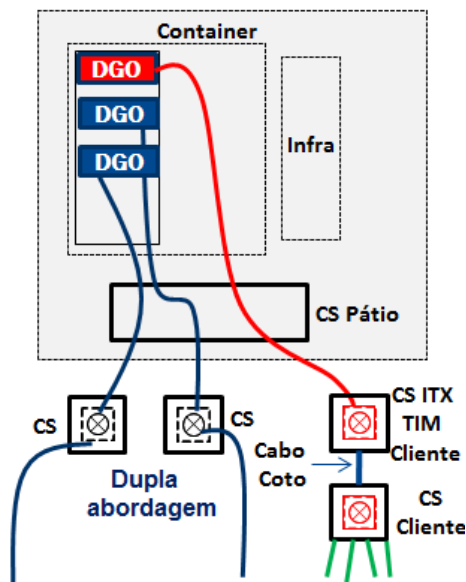 Container
DGO
DGO
DGO
Infra
CS Pátio
CS
CS
CS ITX
TIM
Cliente
Cabo
Coto
Dupla
abordagem
CS
Cliente